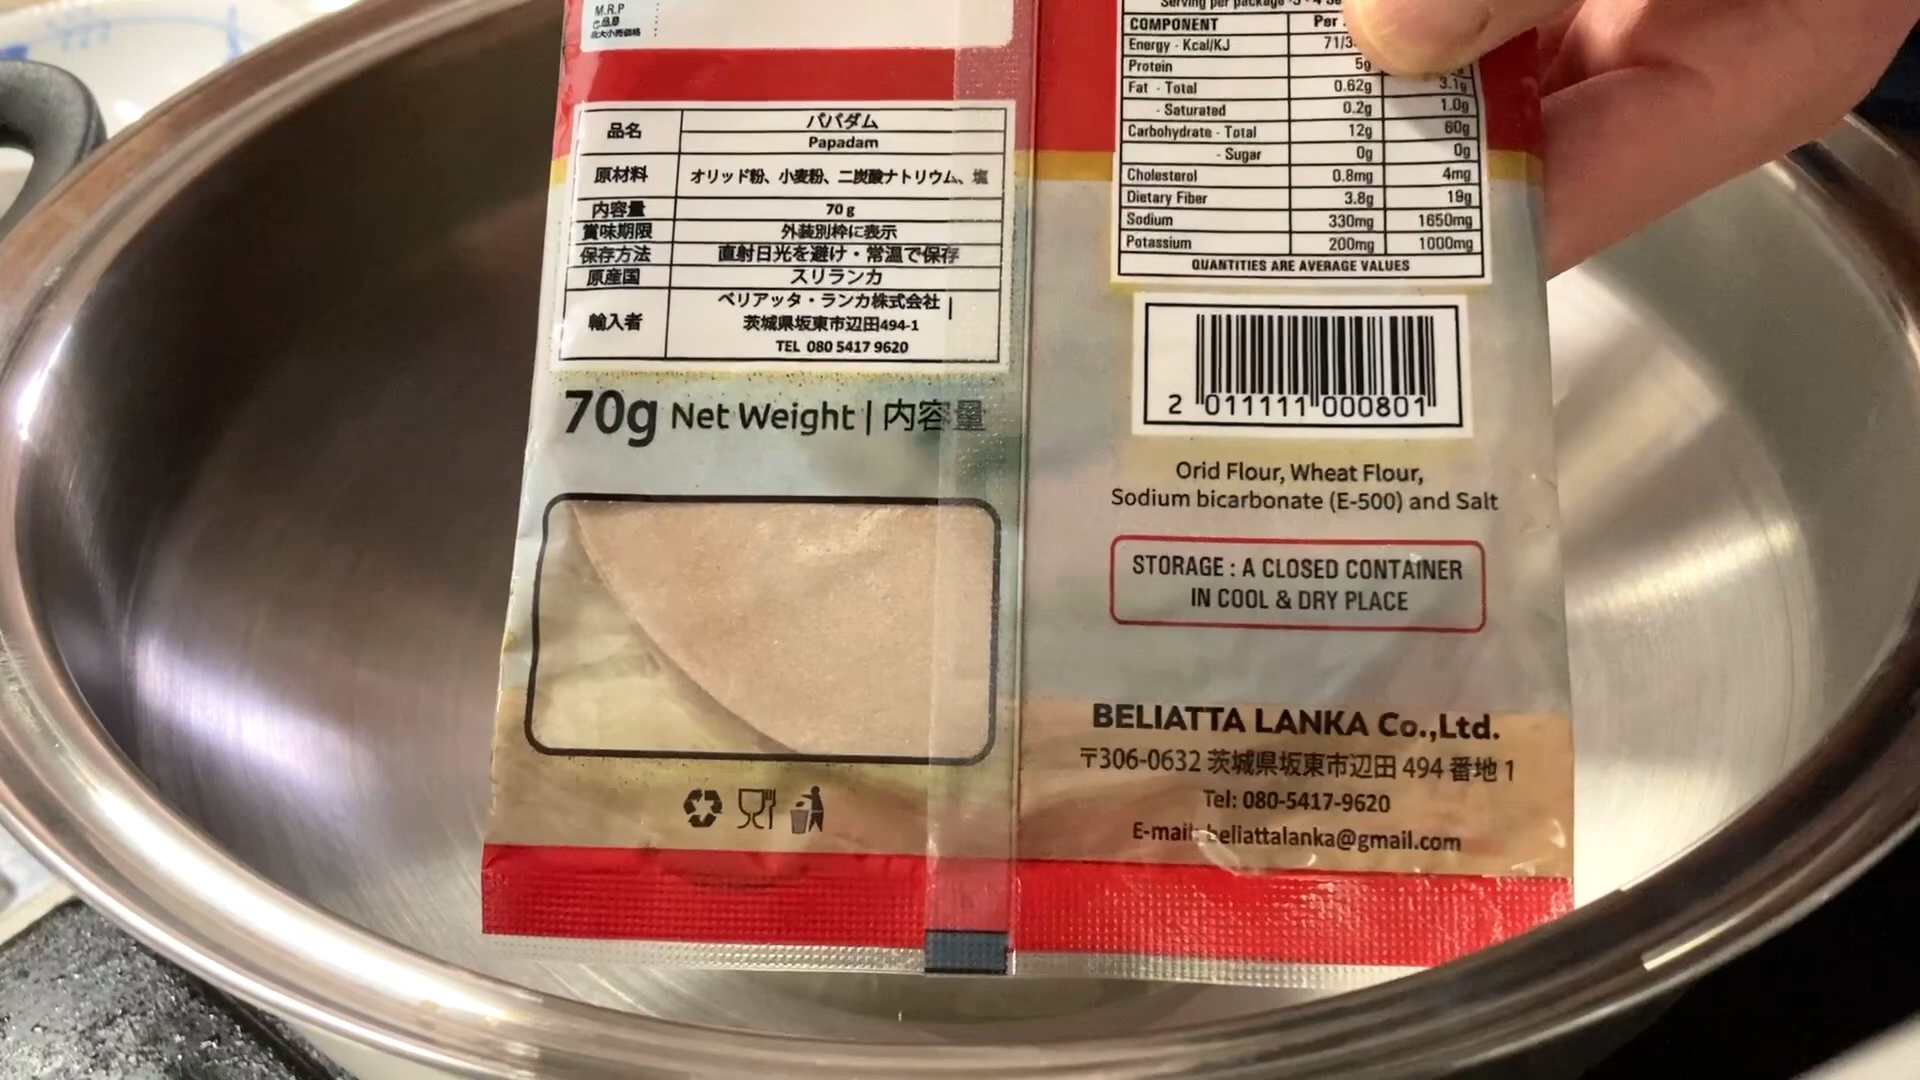 M.R.P
最大小売価格
品名
パパダム
Papadam
原材料
オリッド粉、小麦粉、二炭酸ナトリウム、塩
内容量
70 g
賞味期限
外装別枠に表示
保存方法
直射日光を避け・常温で保存
原産国
スリランカ
輸入者
ベリアッタ・ランカ株式会社
茨城県坂東市辺田494-1
TEL 080 5417 9620
70g Net Weight | 内容量
Serving per package
COMPONENT Per
Energy - Kcal/KJ
Protein 5g
Fat - Total 0.62g 3.1g
- Saturated 0.2g 1.0g
Carbohydrate - Total 12g 60g
- Sugar 0g 0g
Cholesterol 0.8mg 4mg
Dietary Fiber 3.8g 19g
Sodium 330mg 1650mg
Potassium 200mg 1000mg
QUANTITIES ARE AVERAGE VALUES
2 011111 000801
Orid Flour, Wheat Flour,
Sodium bicarbonate (E-500) and Salt
STORAGE : A CLOSED CONTAINER
IN COOL & DRY PLACE
BELIATTA LANKA Co.,Ltd.
〒306-0632 茨城県坂東市辺田 494 番地 1
Tel: 080-5417-9620
E-mail: beliattalanka@gmail.com